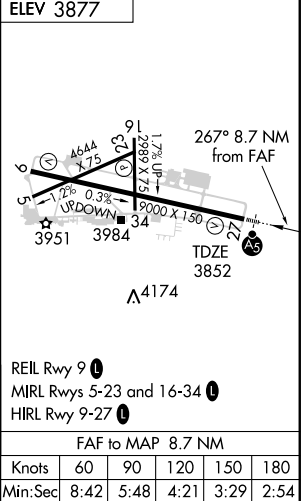 ELEV 3877
267° 8.7 NM
from FAF
16
23
4644
X 75
V
P
2989 X 75
1.7% UP
9
5
1.2%
UP
0.3%
DOWN
9000 X 150
V
27
34
3951
3984
TDZE
3852
A5
4174
REIL Rwy 9 L
MIRL Rwys 5-23 and 16-34 L
HIRL Rwy 9-27 L
FAF to MAP 8.7 NM
Knots 60 90 120 150 180
Min:Sec 8:42 5:48 4:21 3:29 2:54